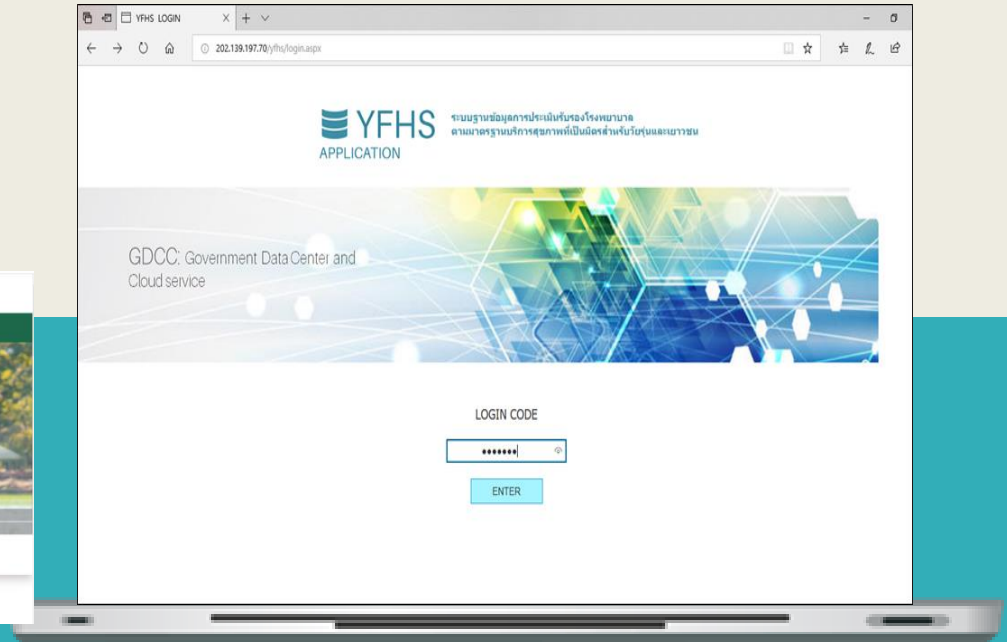 YFHS LOGIN
202.139.197.70/yfhs/login.aspx
YFHS
APPLICATION
ระบบฐานข้อมูลการประเมินรับรองโรงพยาบาล
ตามมาตรฐานบริการสุขภาพที่เป็นมิตรสำหรับวัยรุ่นและเยาวชน
GDCC: Government Data Center and
Cloud service
LOGIN CODE
•••••••
ENTER